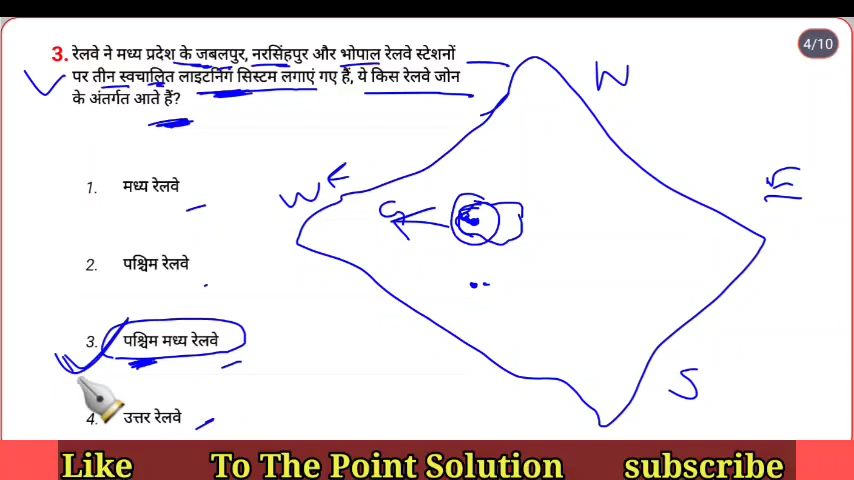 4/10
3. रेलवे ने मध्य प्रदेश के जबलपुर, नरसिंहपुर और भोपाल रेलवे स्टेशनों
पर तीन स्वचालित लाइटनिंग सिस्टम लगाएं गए हैं, ये किस रेलवे जोन
के अंतर्गत आते हैं?
N
E
W
1. मध्य रेलवे
2. पश्चिम रेलवे
3. पश्चिम मध्य रेलवे
S
4. उत्तर रेलवे
Like To The Point Solution subscribe